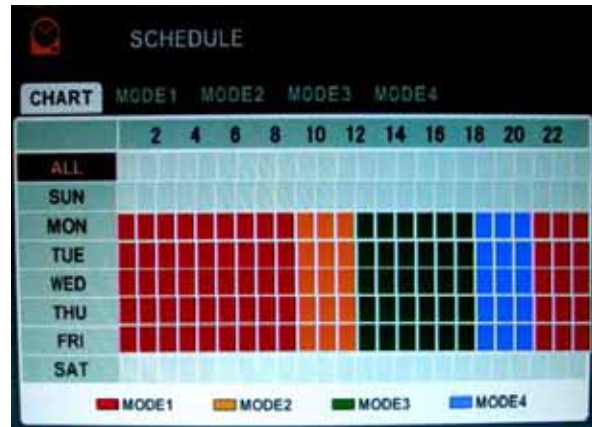 SCHEDULE
CHART MODE1 MODE2 MODE3 MODE4
2 4 6 8 10 12 14 16 18 20 22
ALL
SUN
MON
TUE
WED
THU
FRI
SAT
MODE1 MODE2 MODE3 MODE4